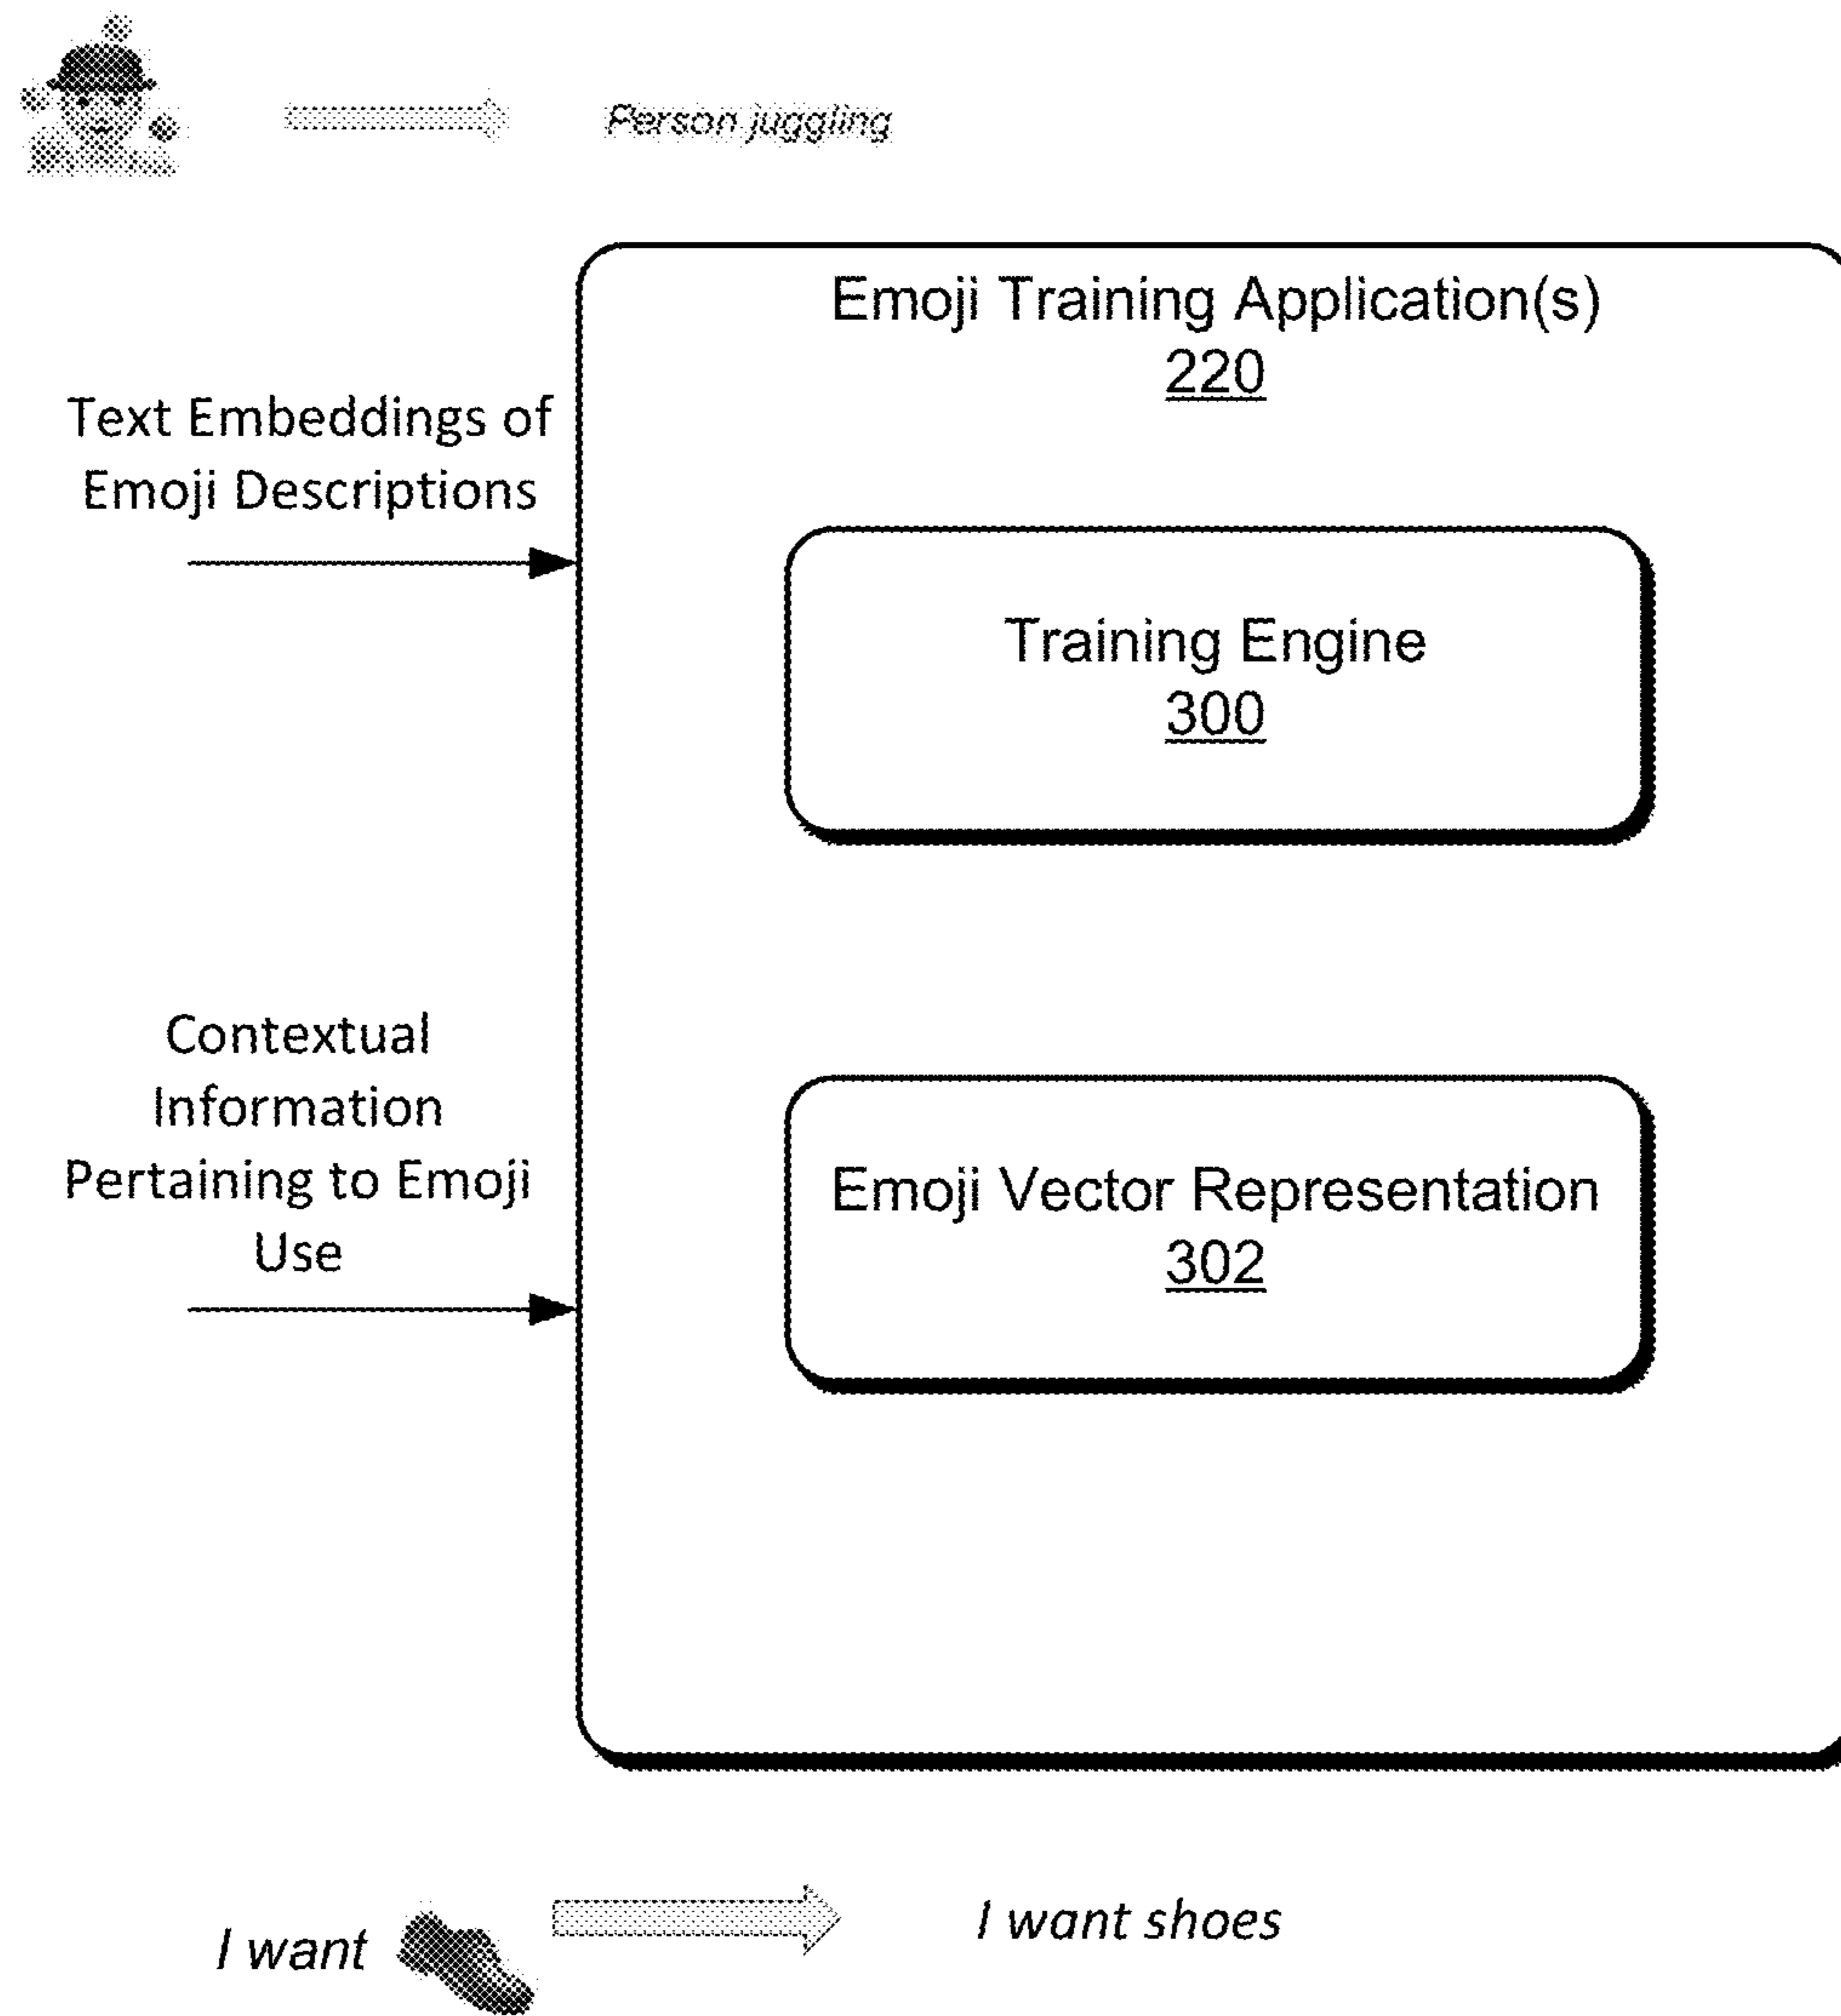 Person juggling
Emoji Training Application(s)
220
Text Embeddings of
Emoji Descriptions
Training Engine
300
Contextual
Information
Pertaining to Emoji
Use
Emoji Vector Representation
302
I want
I want shoes